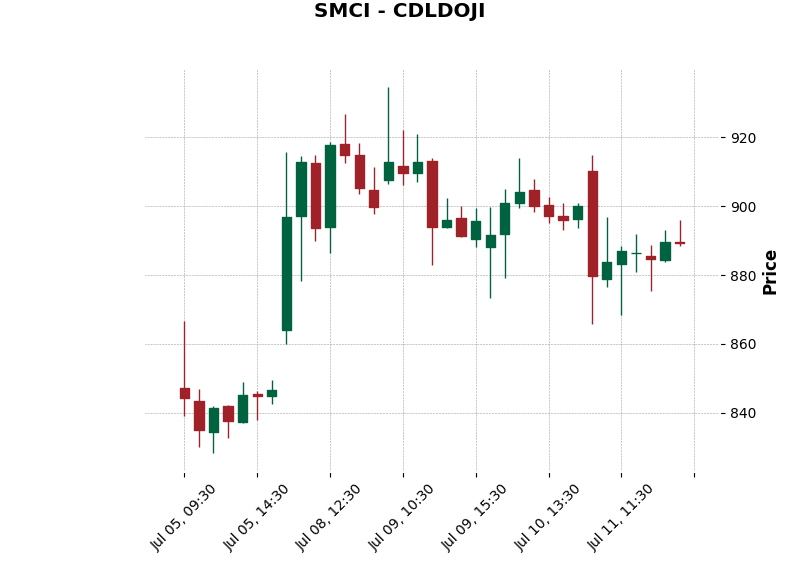 SMCI - CDLDOJI
920
900
880
860
840
Price
Jul 05, 09:30
Jul 05, 14:30
Jul 08, 12:30
Jul 09, 10:30
Jul 09, 15:30
Jul 10, 13:30
Jul 11, 11:30